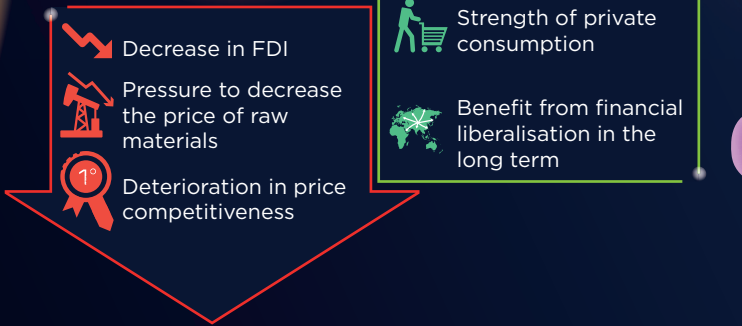 Decrease in FDI
Pressure to decrease
the price of raw
materials
1°
Deterioration in price
competitiveness
Strength of private
consumption
Benefit from financial
liberalisation in the
long term